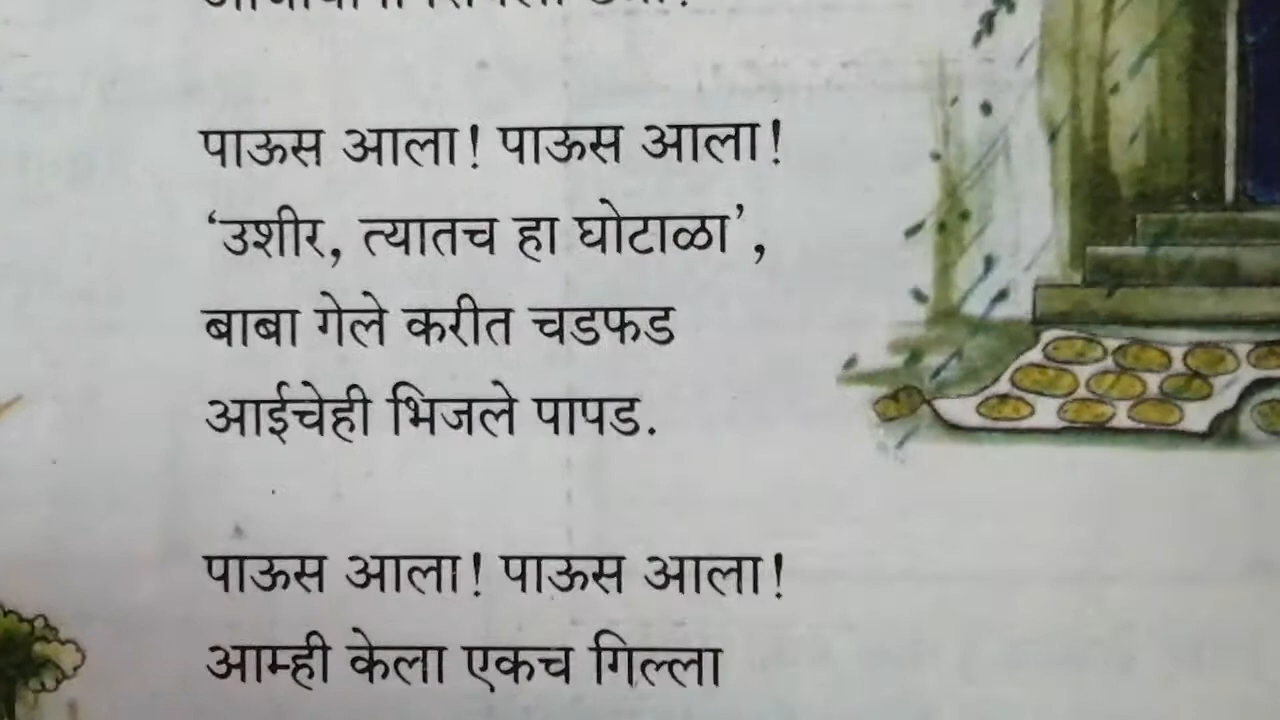 पाऊस आला! पाऊस आला!
‘उशीर, त्यातच हा घोटाळा’,
बाबा गेले करीत चडफड
आईचेही भिजले पापड.
पाऊस आला! पाऊस आला!
आम्ही केला एकच गिल्ला